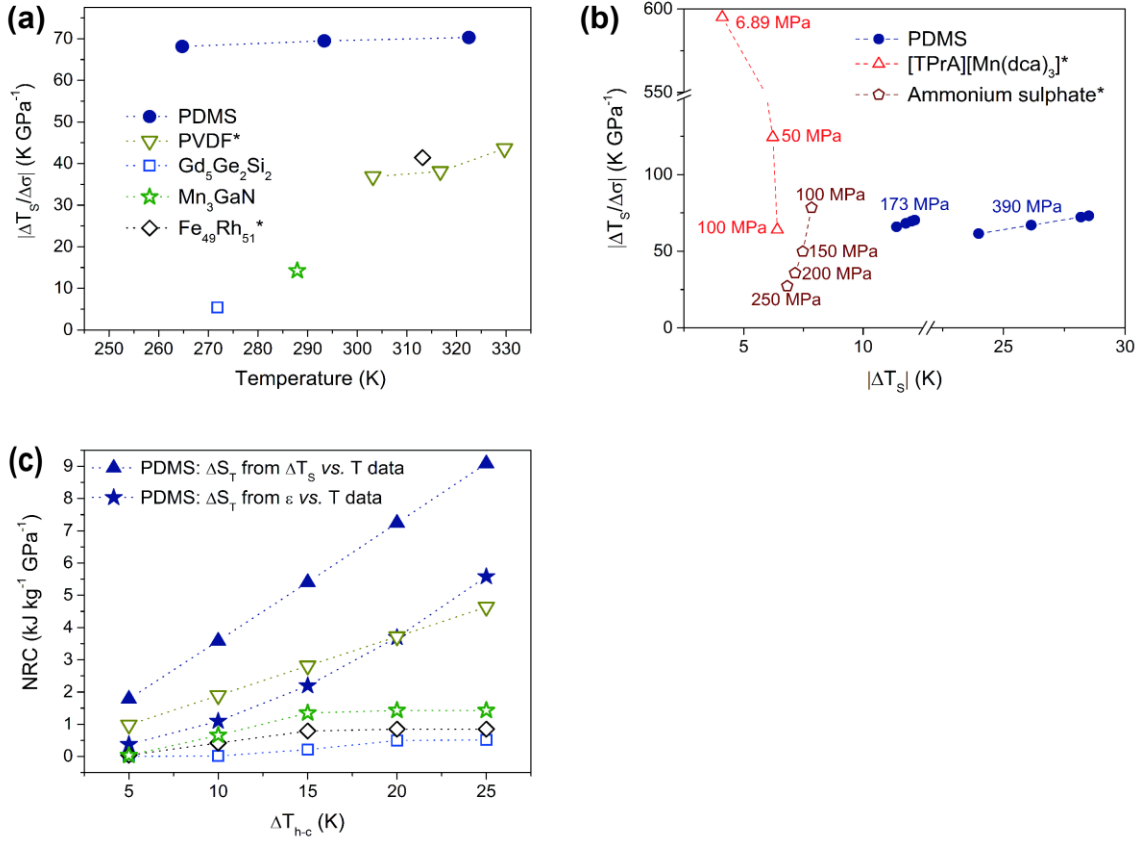 (a)
70
60
50
40
30
20
10
0
|ΔT_S/Δσ| (K GPa⁻¹)
PDMS
PVDF*
Gd₅Ge₂Si₂
Mn₃GaN
Fe₄₉Rh₅₁*
250 260 270 280 290 300 310 320 330
Temperature (K)
(b)
600
550
75
50
25
0
100
|ΔT_S/Δσ| (K GPa⁻¹)
6.89 MPa
PDMS
[TPrA][Mn(dca)₃]*
Ammonium sulphate*
50 MPa
100 MPa
100 MPa
150 MPa
200 MPa
250 MPa
173 MPa
390 MPa
5 10 25 30
|ΔT_S| (K)
(c)
9
8
7
6
5
4
3
2
1
0
NRC (kJ kg⁻¹ GPa⁻¹)
PDMS: ΔS_T from ΔT_S vs. T data
PDMS: ΔS_T from ε vs. T data
5 10 15 20 25
ΔT_h-c (K)